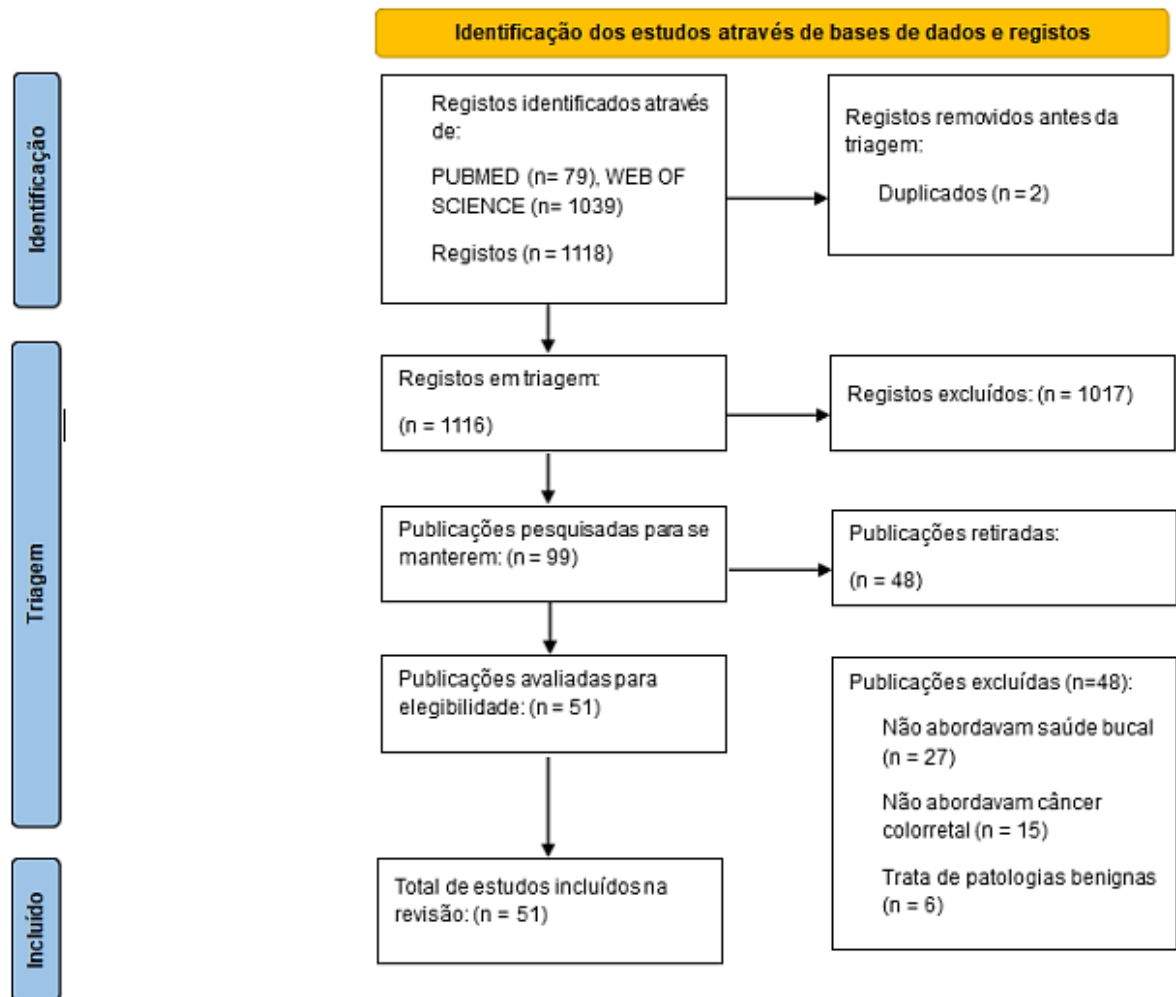 Identificação dos estudos através de bases de dados e registos
Identificação
Registos identificados através
de:
PUBMED (n= 79), WEB OF
SCIENCE (n= 1039)
Registos (n = 1118)
Registos removidos antes da
triagem:
Duplicados (n = 2)
Triagem
Registos em triagem:
(n = 1116)
Registos excluídos: (n = 1017)
Publicações pesquisadas para se
manterem: (n = 99)
Publicações retiradas:
(n = 48)
Publicações avaliadas para
elegibilidade: (n = 51)
Publicações excluídas (n=48):
Não abordavam saúde bucal
(n = 27)
Não abordavam câncer
colorretal (n = 15)
Trata de patologias benignas
(n = 6)
Incluído
Total de estudos incluídos na
revisão: (n = 51)